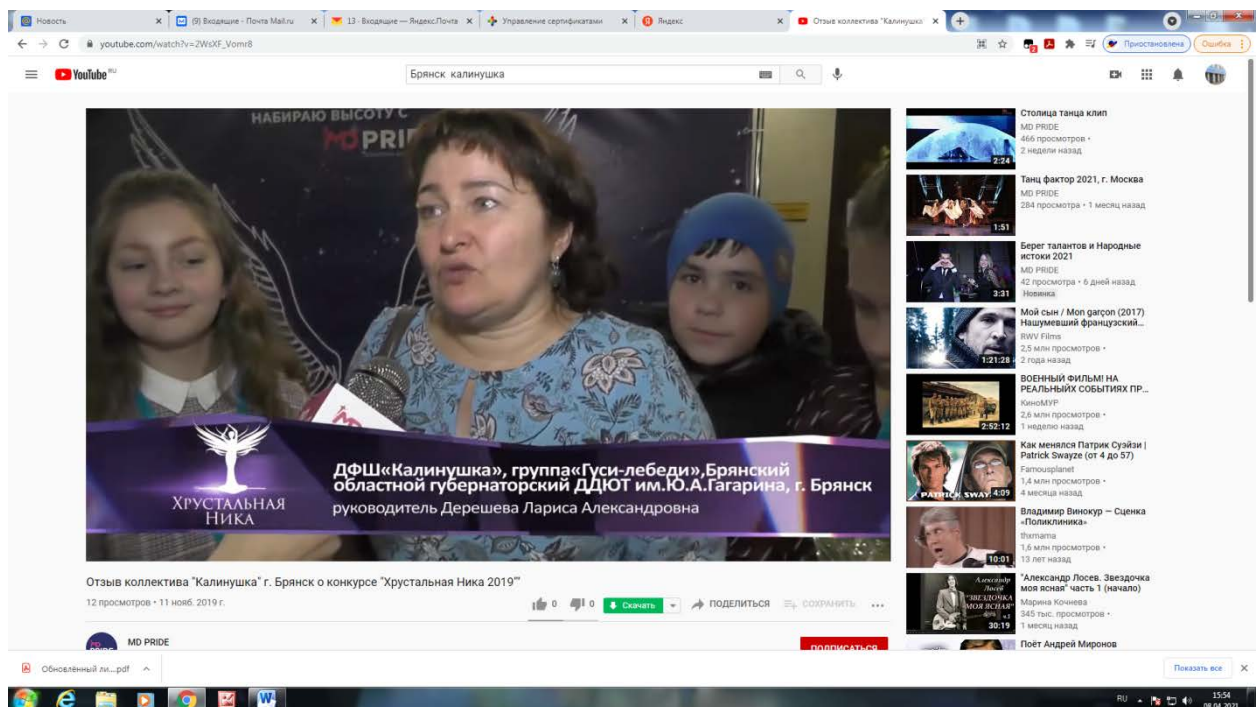 Новость
(9) Входящие - Почта Mail.ru
13 - Входящие — Яндекс.Почта
Управление сертификатами
Яндекс
Отзыв коллектива "Калинушка
youtube.com/watch?v=2WsXF_Vomr8
2
Приостановлена
Ошибка
YouTube RU
Брянск калинушка
НАБИРАЮ ВЫСОТУ С
MD PRI
ХРУСТАЛЬНАЯ
НИКА
ДФШ«Калинушка», группа«Гуси-лебеди»,Брянский
областной губернаторский ДДЮТ им.Ю.А.Гагарина, г. Брянск
руководитель Дерешева Лариса Александровна
Отзыв коллектива "Калинушка" г. Брянск о конкурсе "Хрустальная Ника 2019""
12 просмотров • 11 нояб. 2019 г.
0
0
Скачать
ПОДЕЛИТЬСЯ
СОХРАНИТЬ
MD PRIDE
ПОДПИСАТЬСЯ
2:24
Столица танца клип
MD PRIDE
466 просмотров •
2 недели назад
1:51
Танц фактор 2021, г. Москва
MD PRIDE
284 просмотра • 1 месяц назад
3:31
Берег талантов и Народные
истоки 2021
MD PRIDE
42 просмотра • 6 дней назад
Новинка
1:21:28
Мой сын / Mon garçon (2017)
Нашумевший французский...
RWV Films
2,5 млн просмотров •
2 года назад
2:52:12
ВОЕННЫЙ ФИЛЬМ! НА
РЕАЛЬНЫЙХ СОБЫТИЯХ ПР...
КиноМУР
2,6 млн просмотров •
1 неделю назад
PATRICK SWAY
4:09
Как менялся Патрик Суэйзи |
Patrick Swayze (от 4 до 57)
Famousplanet
1,4 млн просмотров •
4 месяца назад
10:01
Владимир Винокур — Сценка
«Поликлиника»
thxmama
1,6 млн просмотров •
13 лет назад
Александр
Лосев
"ЗВЕЗДОЧКА
МОЯ ЯСНАЯ"
30:19
"Александр Лосев. Звездочка
моя ясная" часть 1 (начало)
Марина Кочнева
345 тыс. просмотров •
1 месяц назад
Поёт Андрей Миронов
Обновленный ли....pdf
Показать все
RU
15:54
08.04.2021